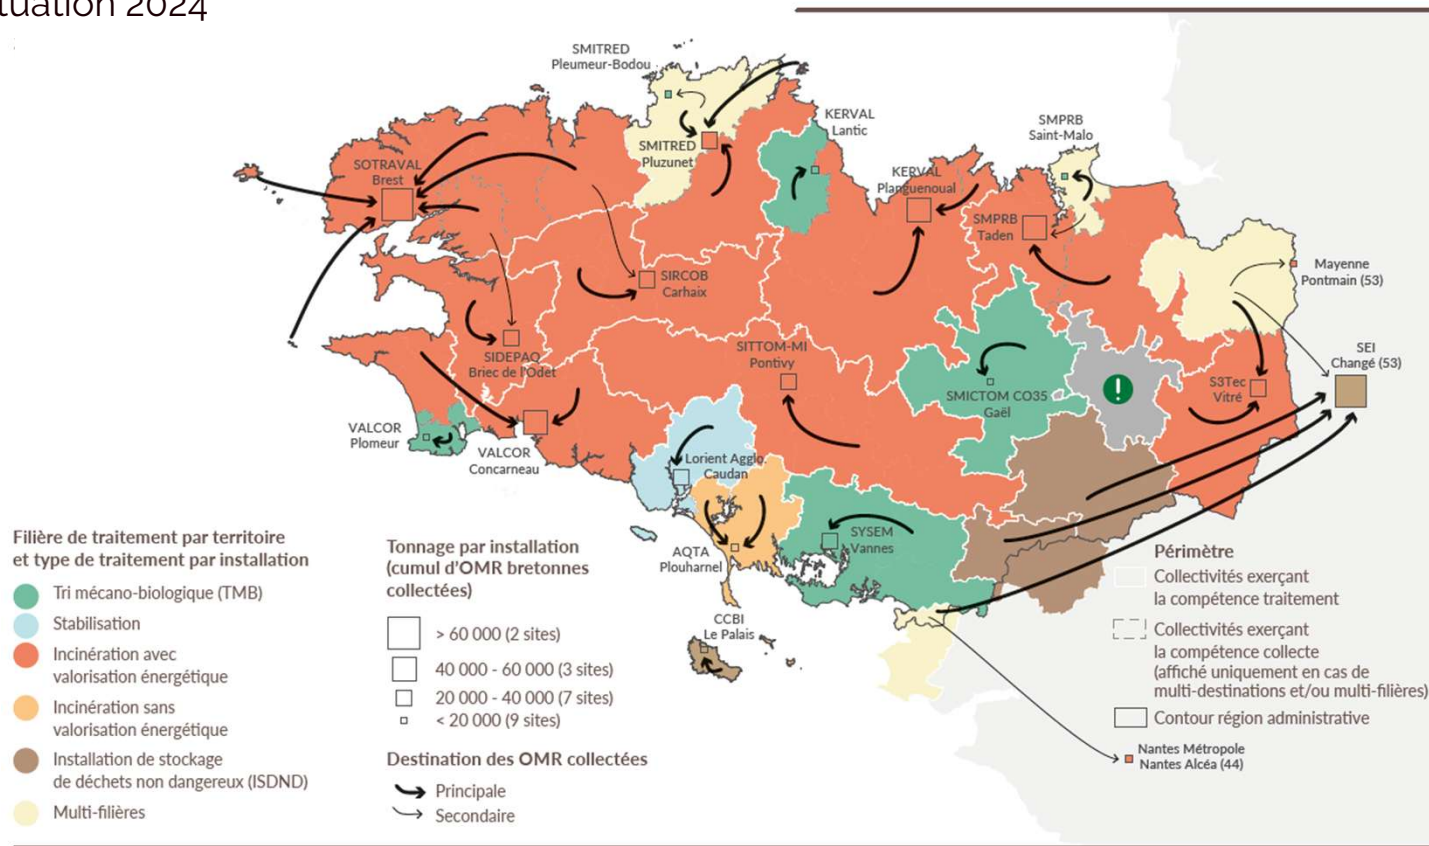 tuation 2024
SMITRED
Pleumeur-Bodou
KERVAL
Lantic
SMPRB
Saint-Malo
SOTRAVAL
Brest
SMITRED
Pluzunet
KERVAL
Planguenoual
SMPRB
Taden
SIRCOB
Carhaix
Mayenne
Pontmain (53)
SIDEPAQ
Briec de l'Odet
SITTOM-MI
Pontivy
SEI
Changé (53)
SMICTOM CO35
Gaël
!
S3Tec
Vitré
VALCOR
Plomeur
VALCOR
Concarneau
Lorient Agglo.
Caudan
AQTA
Plouharnel
SYSEM
Vannes
CCBI
Le Palais
Nantes Métropole
Nantes Alcéa (44)
Filière de traitement par territoire
et type de traitement par installation
Tri mécano-biologique (TMB)
Stabilisation
Incinération avec
valorisation énergétique
Incinération sans
valorisation énergétique
Installation de stockage
de déchets non dangereux (ISDND)
Multi-filières
Tonnage par installation
(cumul d'OMR bretonnes
collectées)
> 60 000 (2 sites)
40 000 - 60 000 (3 sites)
20 000 - 40 000 (7 sites)
< 20 000 (9 sites)
Destination des OMR collectées
Principale
Secondaire
Périmètre
Collectivités exerçant
la compétence traitement
Collectivités exerçant
la compétence collecte
(affiché uniquement en cas de
multi-destinations et/ou multi-filières)
Contour région administrative